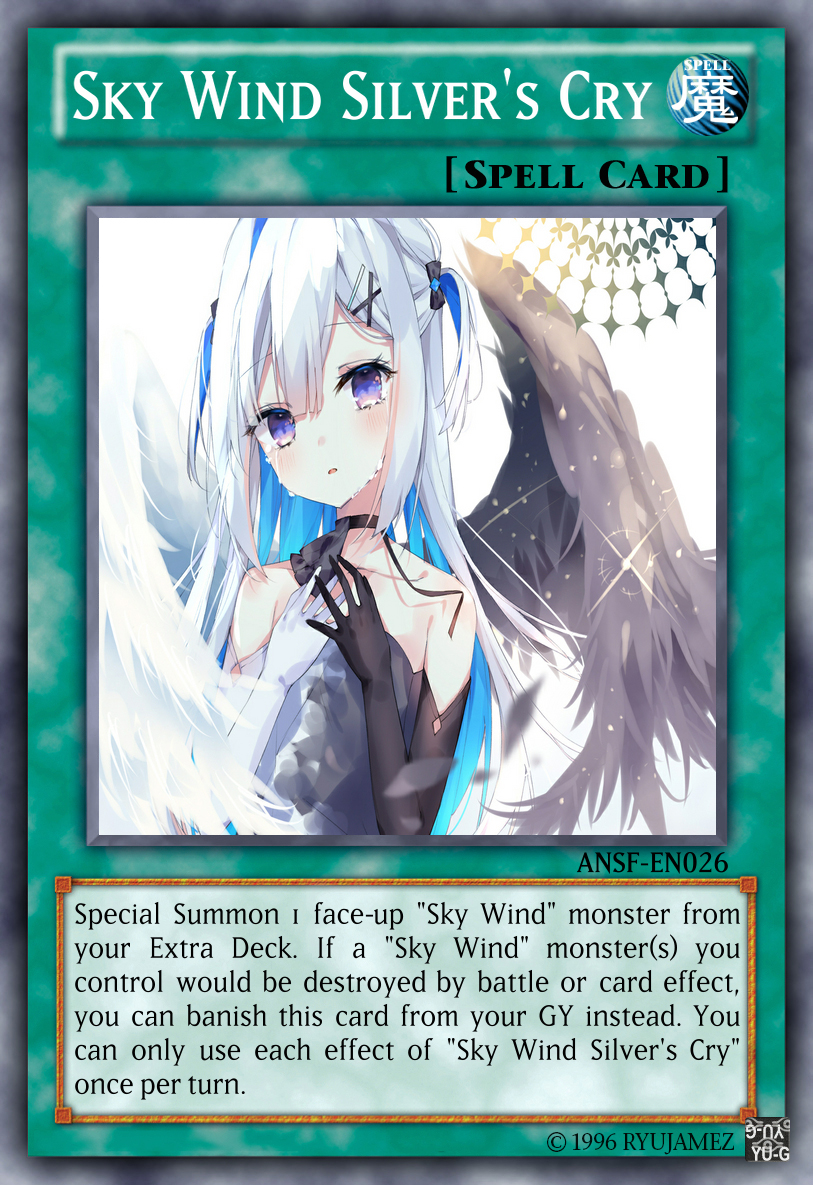 Sky Wind Silver's Cry
SPELL
魔
[Spell Card]
ANSF-EN026
Special Summon 1 face-up "Sky Wind" monster from
your Extra Deck. If a "Sky Wind" monster(s) you
control would be destroyed by battle or card effect,
you can banish this card from your GY instead. You
can only use each effect of "Sky Wind Silver's Cry"
once per turn.
© 1996 RYUJAMEZ
YU-G
YU-G